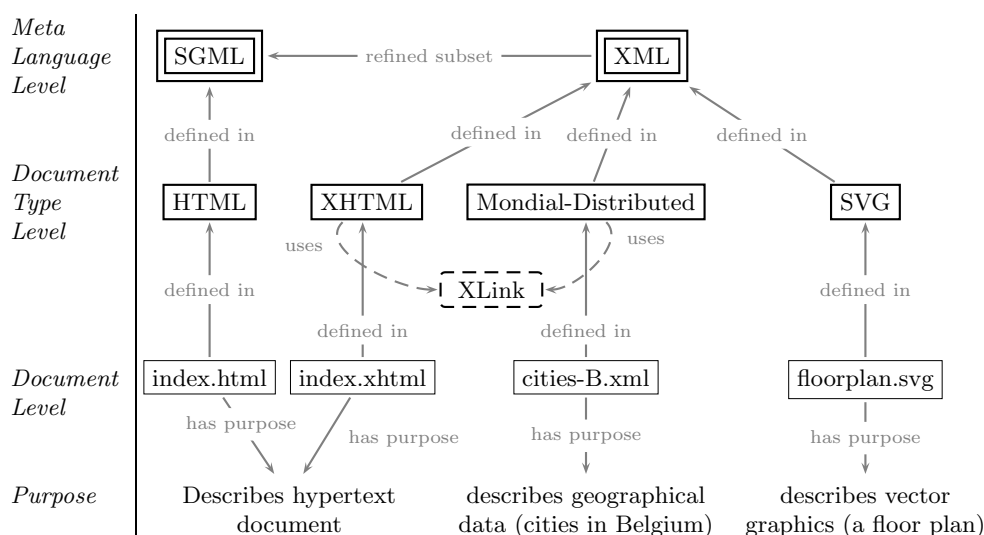 Meta
Language
Level
SGML
refined subset
XML
defined in
defined in
defined in
defined in
Document
Type
Level
HTML
XHTML
Mondial-Distributed
SVG
uses
uses
XLink
defined in
defined in
defined in
defined in
Document
Level
index.html
index.xhtml
cities-B.xml
floorplan.svg
has purpose
has purpose
has purpose
has purpose
Purpose
Describes hypertext
document
describes geographical
data (cities in Belgium)
describes vector
graphics (a floor plan)